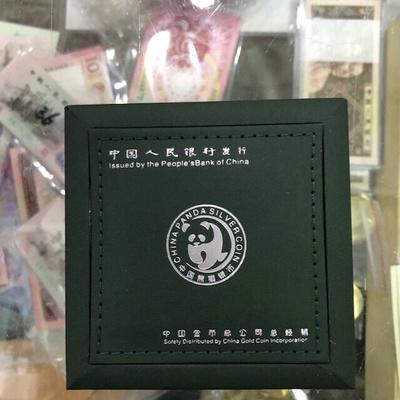 中国人民银行发行
Issued by the People'sBank of China
CHINA PANDA SILVER COIN
中国熊猫银币
中国金币总公司总经销
Solely Distributed by China Gold Coin Incorporation